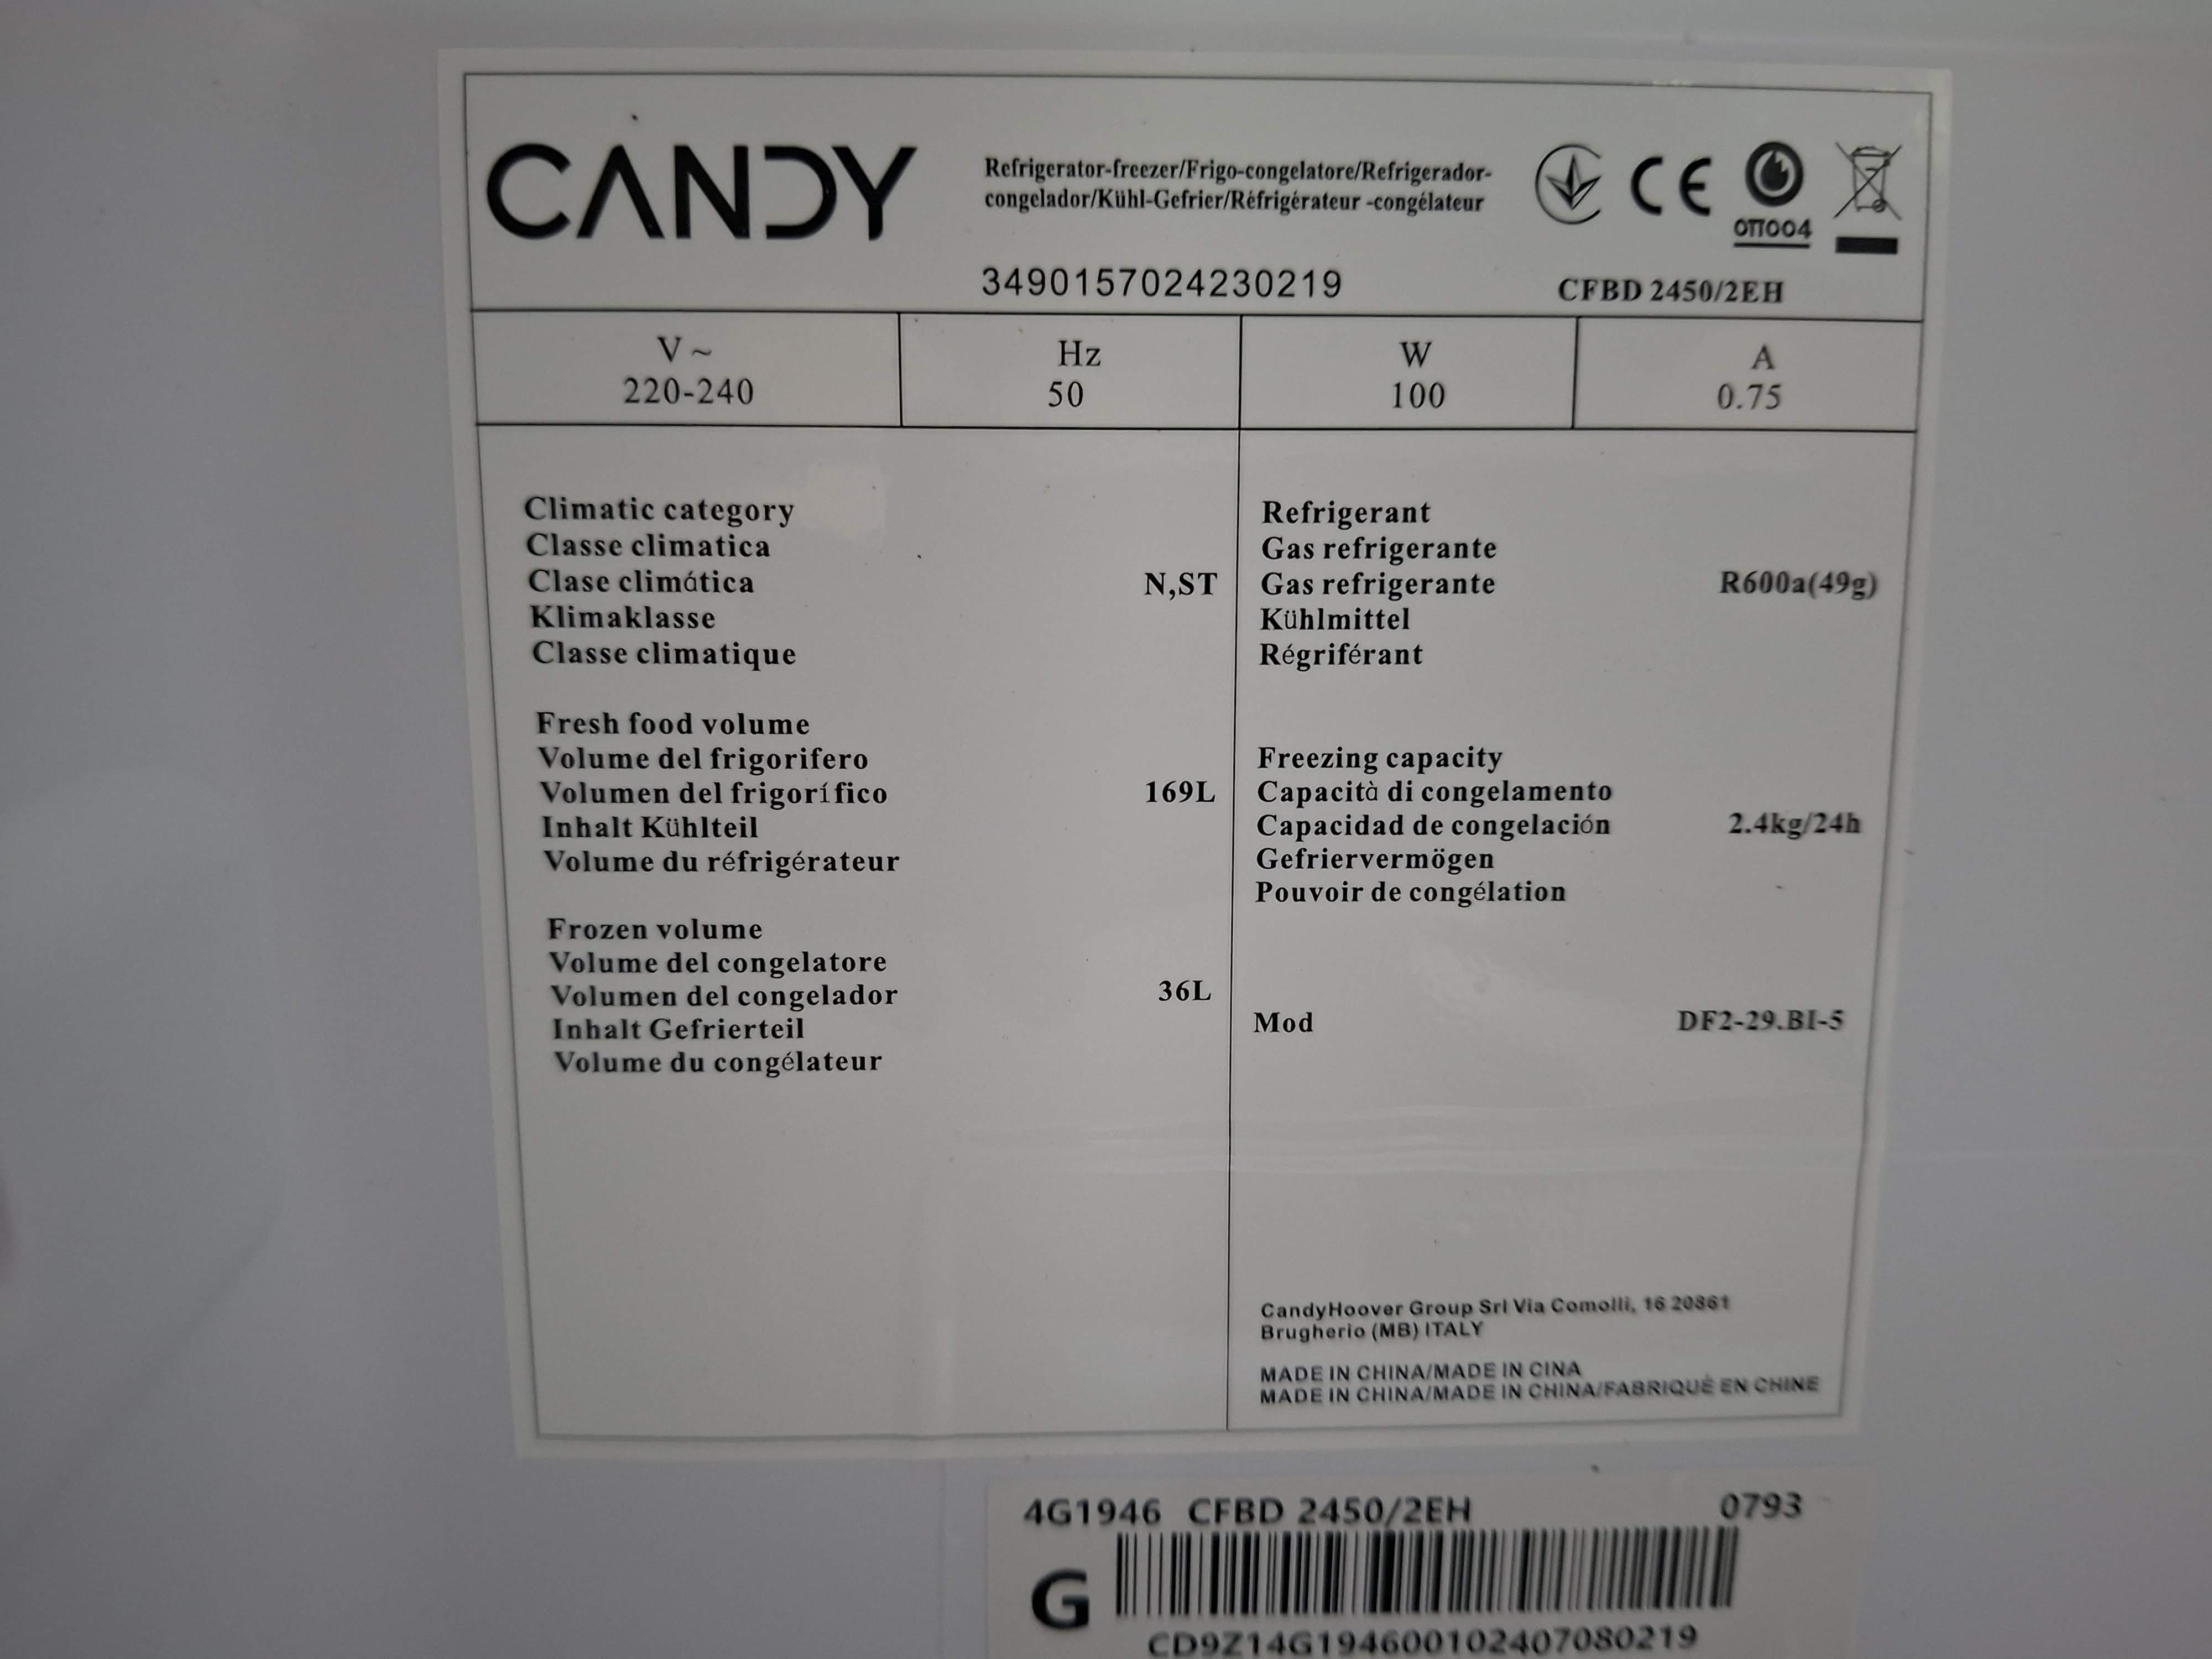 CANDY
Refrigerator-freezer/Frigo-congelatore/Refrigerador-
congelador/Kühl-Gefrier/Réfrigérateur -congélateur
CE
OTП004
3490157024230219
CFBD 2450/2EH
V ~ Hz W A
220-240 50 100 0.75
Climatic category
Classe climatica
Clase climática N,ST
Klimaklasse
Classe climatique
Fresh food volume
Volume del frigorifero
Volumen del frigorífico 169L
Inhalt Kühlteil
Volume du réfrigérateur
Frozen volume
Volume del congelatore
Volumen del congelador 36L
Inhalt Gefrierteil
Volume du congélateur
Refrigerant
Gas refrigerante
Gas refrigerante R600a(49g)
Kühlmittel
Régriférant
Freezing capacity
Capacità di congelamento
Capacidad de congelación 2.4kg/24h
Gefriervermögen
Pouvoir de congélation
Mod DF2-29.BI-5
CandyHoover Group Srl Via Comolli, 16 20861
Brugherio (MB) ITALY
MADE IN CHINA/MADE IN CINA
MADE IN CHINA/MADE IN CHINA/FABRIQUÉ EN CHINE
4G1946 CFBD 2450/2EH 0793
G
CD9Z14G194600102407080219